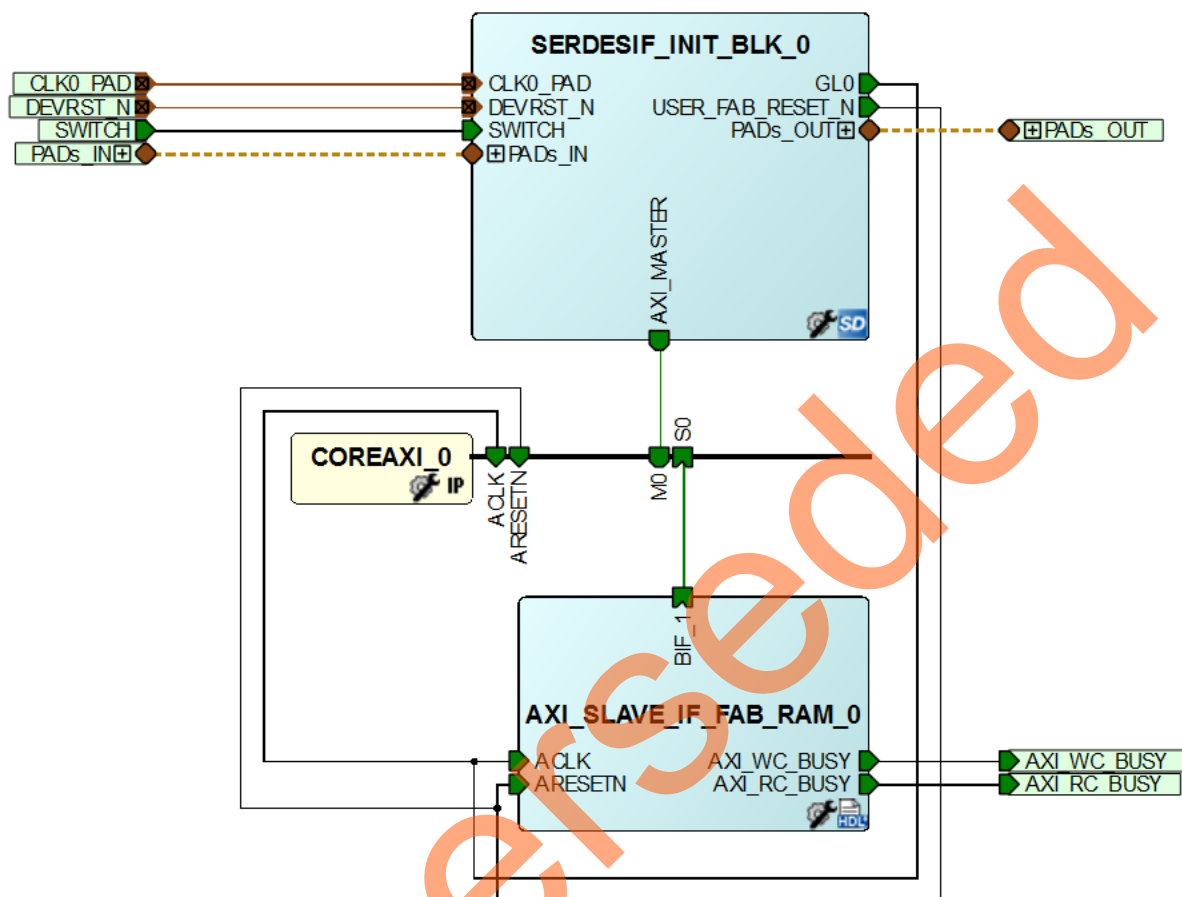 SERDESIF_INIT_BLK_0
CLK0_PAD
CLK0_PAD
GL0
DEVRST_N
DEVRST_N
USER_FAB_RESET_N
SWITCH
SWITCH
PADs_OUT
PADs_OUT
PADs_IN
PADs_IN
AXI_MASTER
SD
S0
COREAXI_0
IP
ACLK
ARESETN
M0
BIF_1
AXI_SLAVE_IF_FAB_RAM_0
ACLK
AXI_WC_BUSY
AXI_WC_BUSY
ARESETN
AXI_RC_BUSY
AXI_RC_BUSY
HDL+
erseded